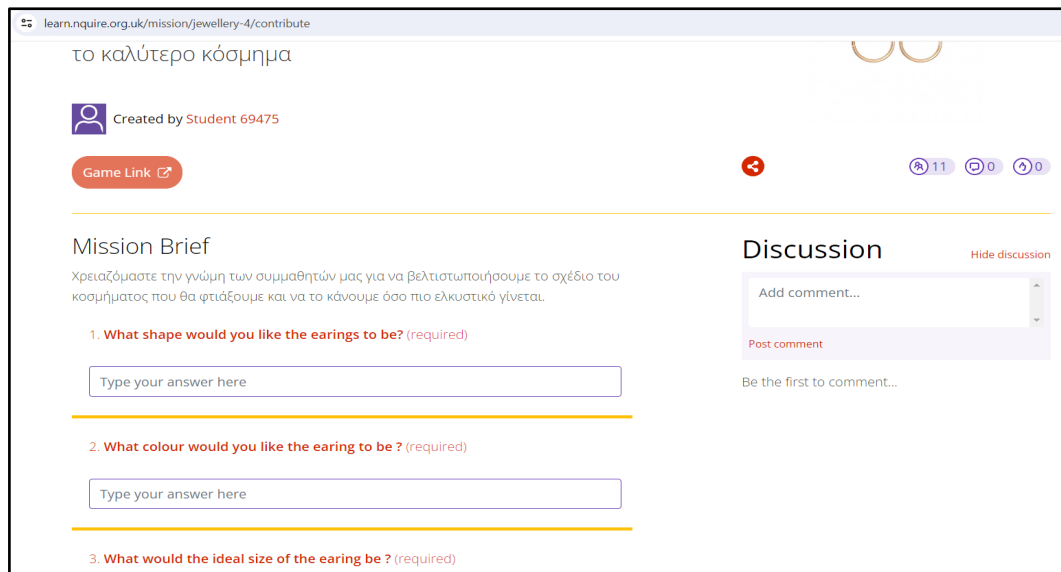 learn.nquire.org.uk/mission/jewellery-4/contribute
το καλύτερο κόσμημα
Created by Student 69475
Game Link
11 0 0
Mission Brief
Χρειαζόμαστε την γνώμη των συμμαθητών μας για να βελτιστωποιήσουμε το σχέδιο του
κοσμήματος που θα φτιάξουμε και να το κάνουμε όσο πιο ελκυστικό γίνεται.
1. What shape would you like the earings to be? (required)
Type your answer here
2. What colour would you like the earing to be ? (required)
Type your answer here
3. What would the ideal size of the earing be ? (required)
Discussion
Hide discussion
Add comment...
Post comment
Be the first to comment...